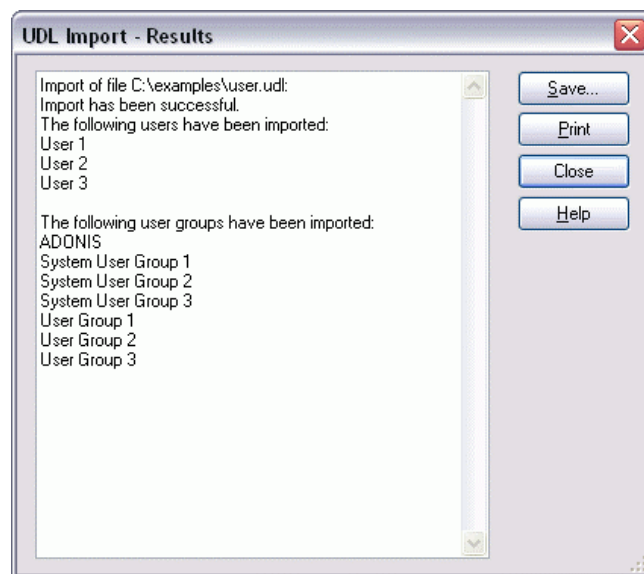 UDL Import - Results
Import of file C:\examples\user.udl:
Import has been successful.
The following users have been imported:
User 1
User 2
User 3
The following user groups have been imported:
ADONIS
System User Group 1
System User Group 2
System User Group 3
User Group 1
User Group 2
User Group 3
Save...
Print
Close
Help